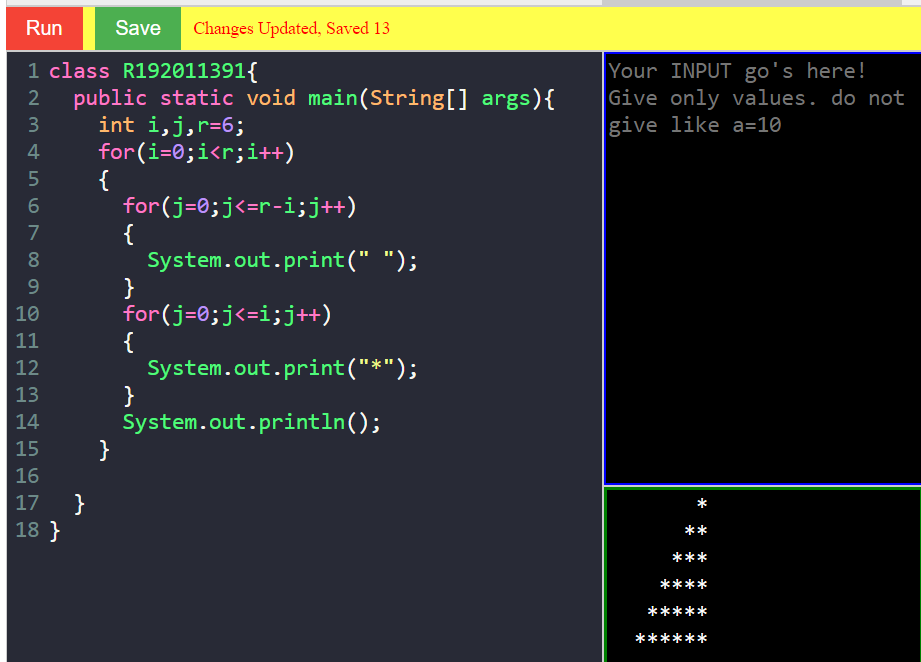 Run Save Changes Updated, Saved 13
1 class R192011391{
2   public static void main(String[] args){
3     int i,j,r=6;
4     for(i=0;i<r;i++)
5     {
6       for(j=0;j<=r-i;j++)
7       {
8         System.out.print(" ");
9       }
10       for(j=0;j<=i;j++)
11       {
12         System.out.print("*");
13       }
14       System.out.println();
15     }
16
17   }
18 }
Your INPUT go's here!
Give only values. do not
give like a=10
       *
      **
     ***
    ****
   *****
  ******